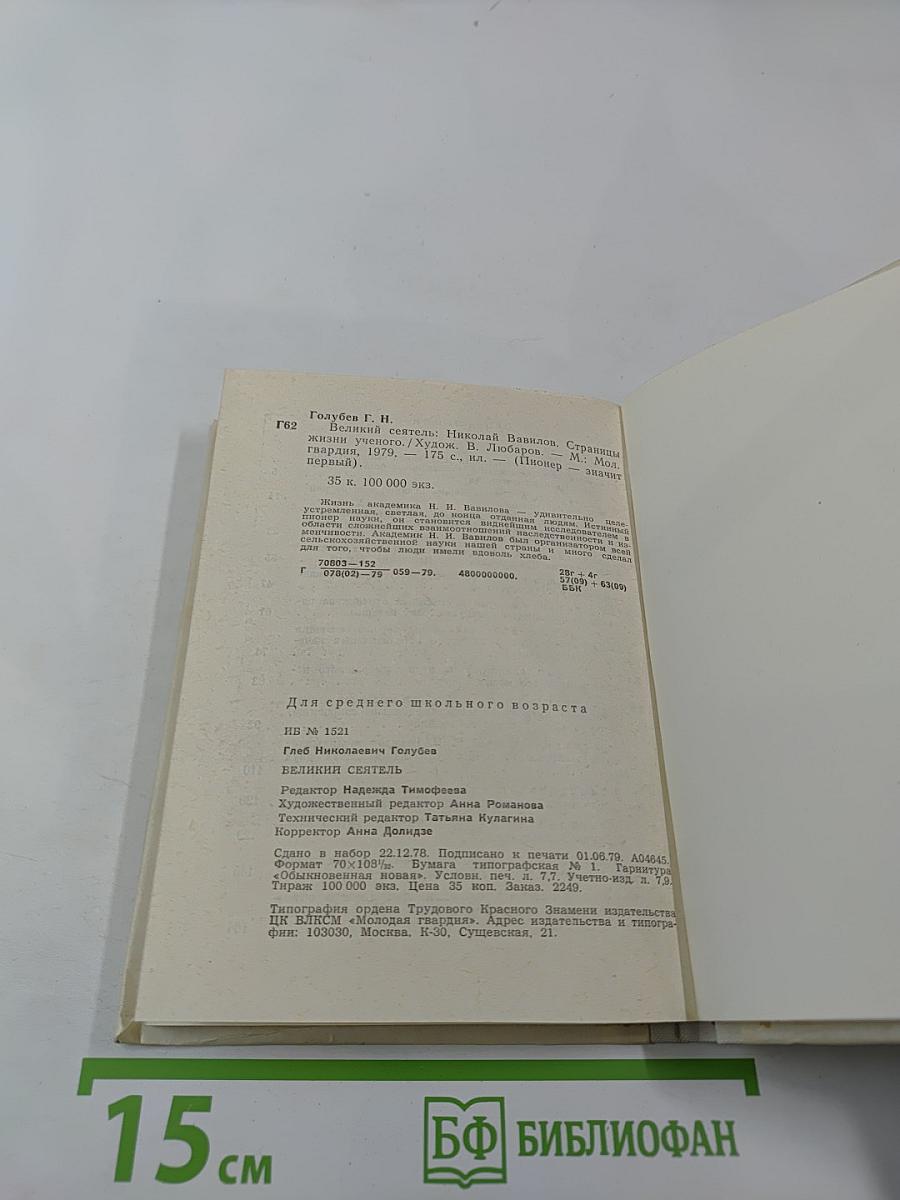 Голубев Г. Н.
Г62 Великий сеятель: Николай Вавилов. Страницы
жизни ученого./Худож. В. Любаров. — М.: Мол.
гвардия, 1979. — 175 с., ил. — (Пионер — значит
первый).
35 к. 100 000 экз.
Жизнь академика Н. И. Вавилова — удивительно целе-
устремленная, светлая, до конца отданная людям. Истинный
пионер науки, он становится виднейшим исследователем в
области сложнейших взаимоотношений наследственности и из-
менчивости. Академик Н. И. Вавилов был организатором всей
сельскохозяйственной науки нашей страны и много сделал
для того, чтобы люди имели вдоволь хлеба.
Г 70803—152
078(02)—79 059—79. 4800000000.
28г + 4г
57(09) + 63(09)
ББК
Для среднего школьного возраста
ИБ № 1521
Глеб Николаевич Голубев
ВЕЛИКИЙ СЕЯТЕЛЬ
Редактор Надежда Тимофеева
Художественный редактор Анна Романова
Технический редактор Татьяна Кулагина
Корректор Анна Долидзе
Сдано в набор 22.12.78. Подписано к печати 01.06.79. А04645.
Формат 70×108¹/₃₂. Бумага типографская № 1. Гарнитура
«Обыкновенная новая». Условн. печ. л. 7,7. Учетно-изд. л. 7,9.
Тираж 100 000 экз. Цена 35 коп. Заказ. 2249.
Типография ордена Трудового Красного Знамени издательства
ЦК ВЛКСМ «Молодая гвардия». Адрес издательства и типогра-
фии: 103030, Москва, К-30, Сущевская, 21.
15 см
БФ БИБЛИОФАН